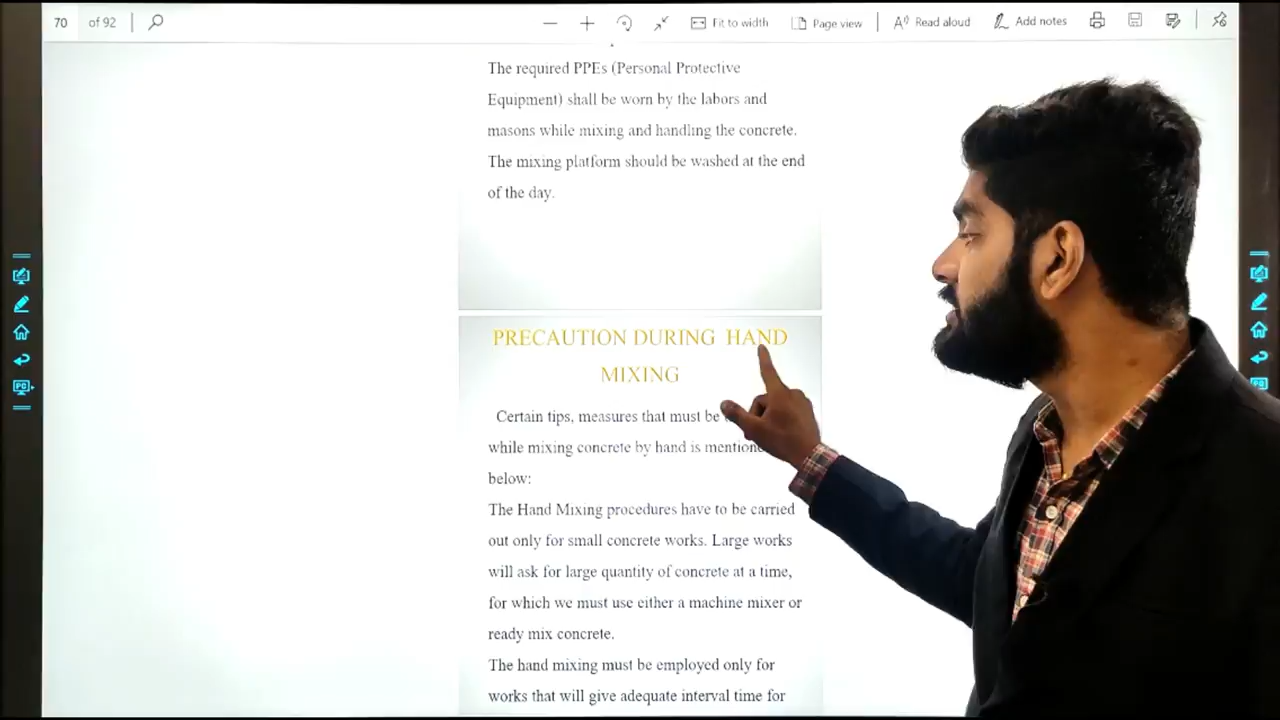 70 of 92
Fit to width
Page view
Read aloud
Add notes
The required PPEs (Personal Protective
Equipment) shall be worn by the labors and
masons while mixing and handling the concrete.
The mixing platform should be washed at the end
of the day.
PRECAUTION DURING HAND
MIXING
Certain tips, measures that must be
while mixing concrete by hand is mentione
below:
The Hand Mixing procedures have to be carried
out only for small concrete works. Large works
will ask for large quantity of concrete at a time,
for which we must use either a machine mixer or
ready mix concrete.
The hand mixing must be employed only for
works that will give adequate interval time for